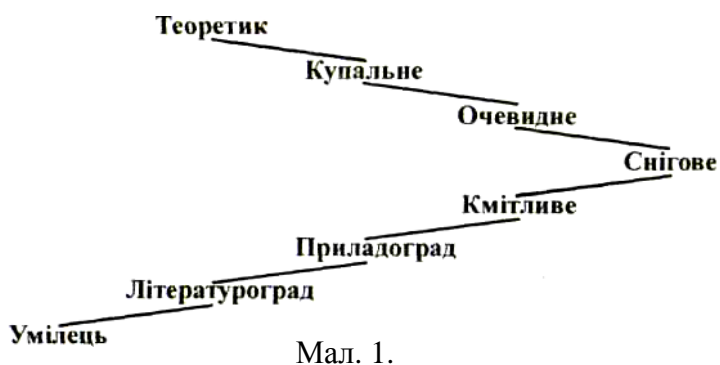 Теоретик
Купальне
Очевидне
Снігове
Кмітливе
Приладоград
Літературоград
Умілець
Мал. 1.